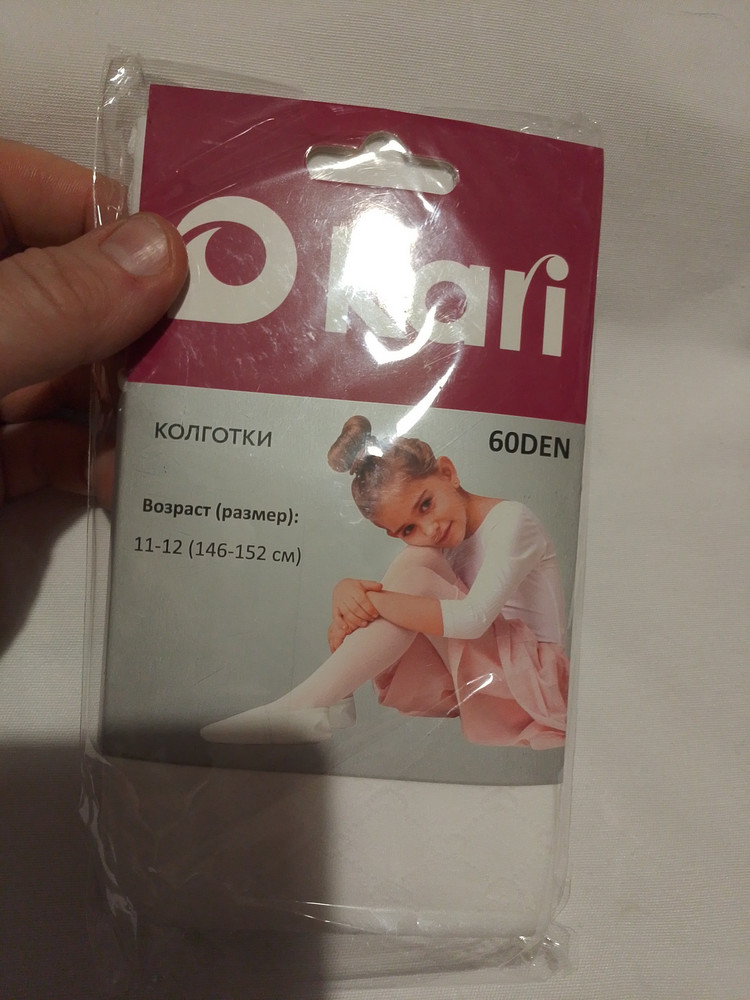 kari
КОЛГОТКИ
60DEN
Возраст (размер):
11-12 (146-152 см)